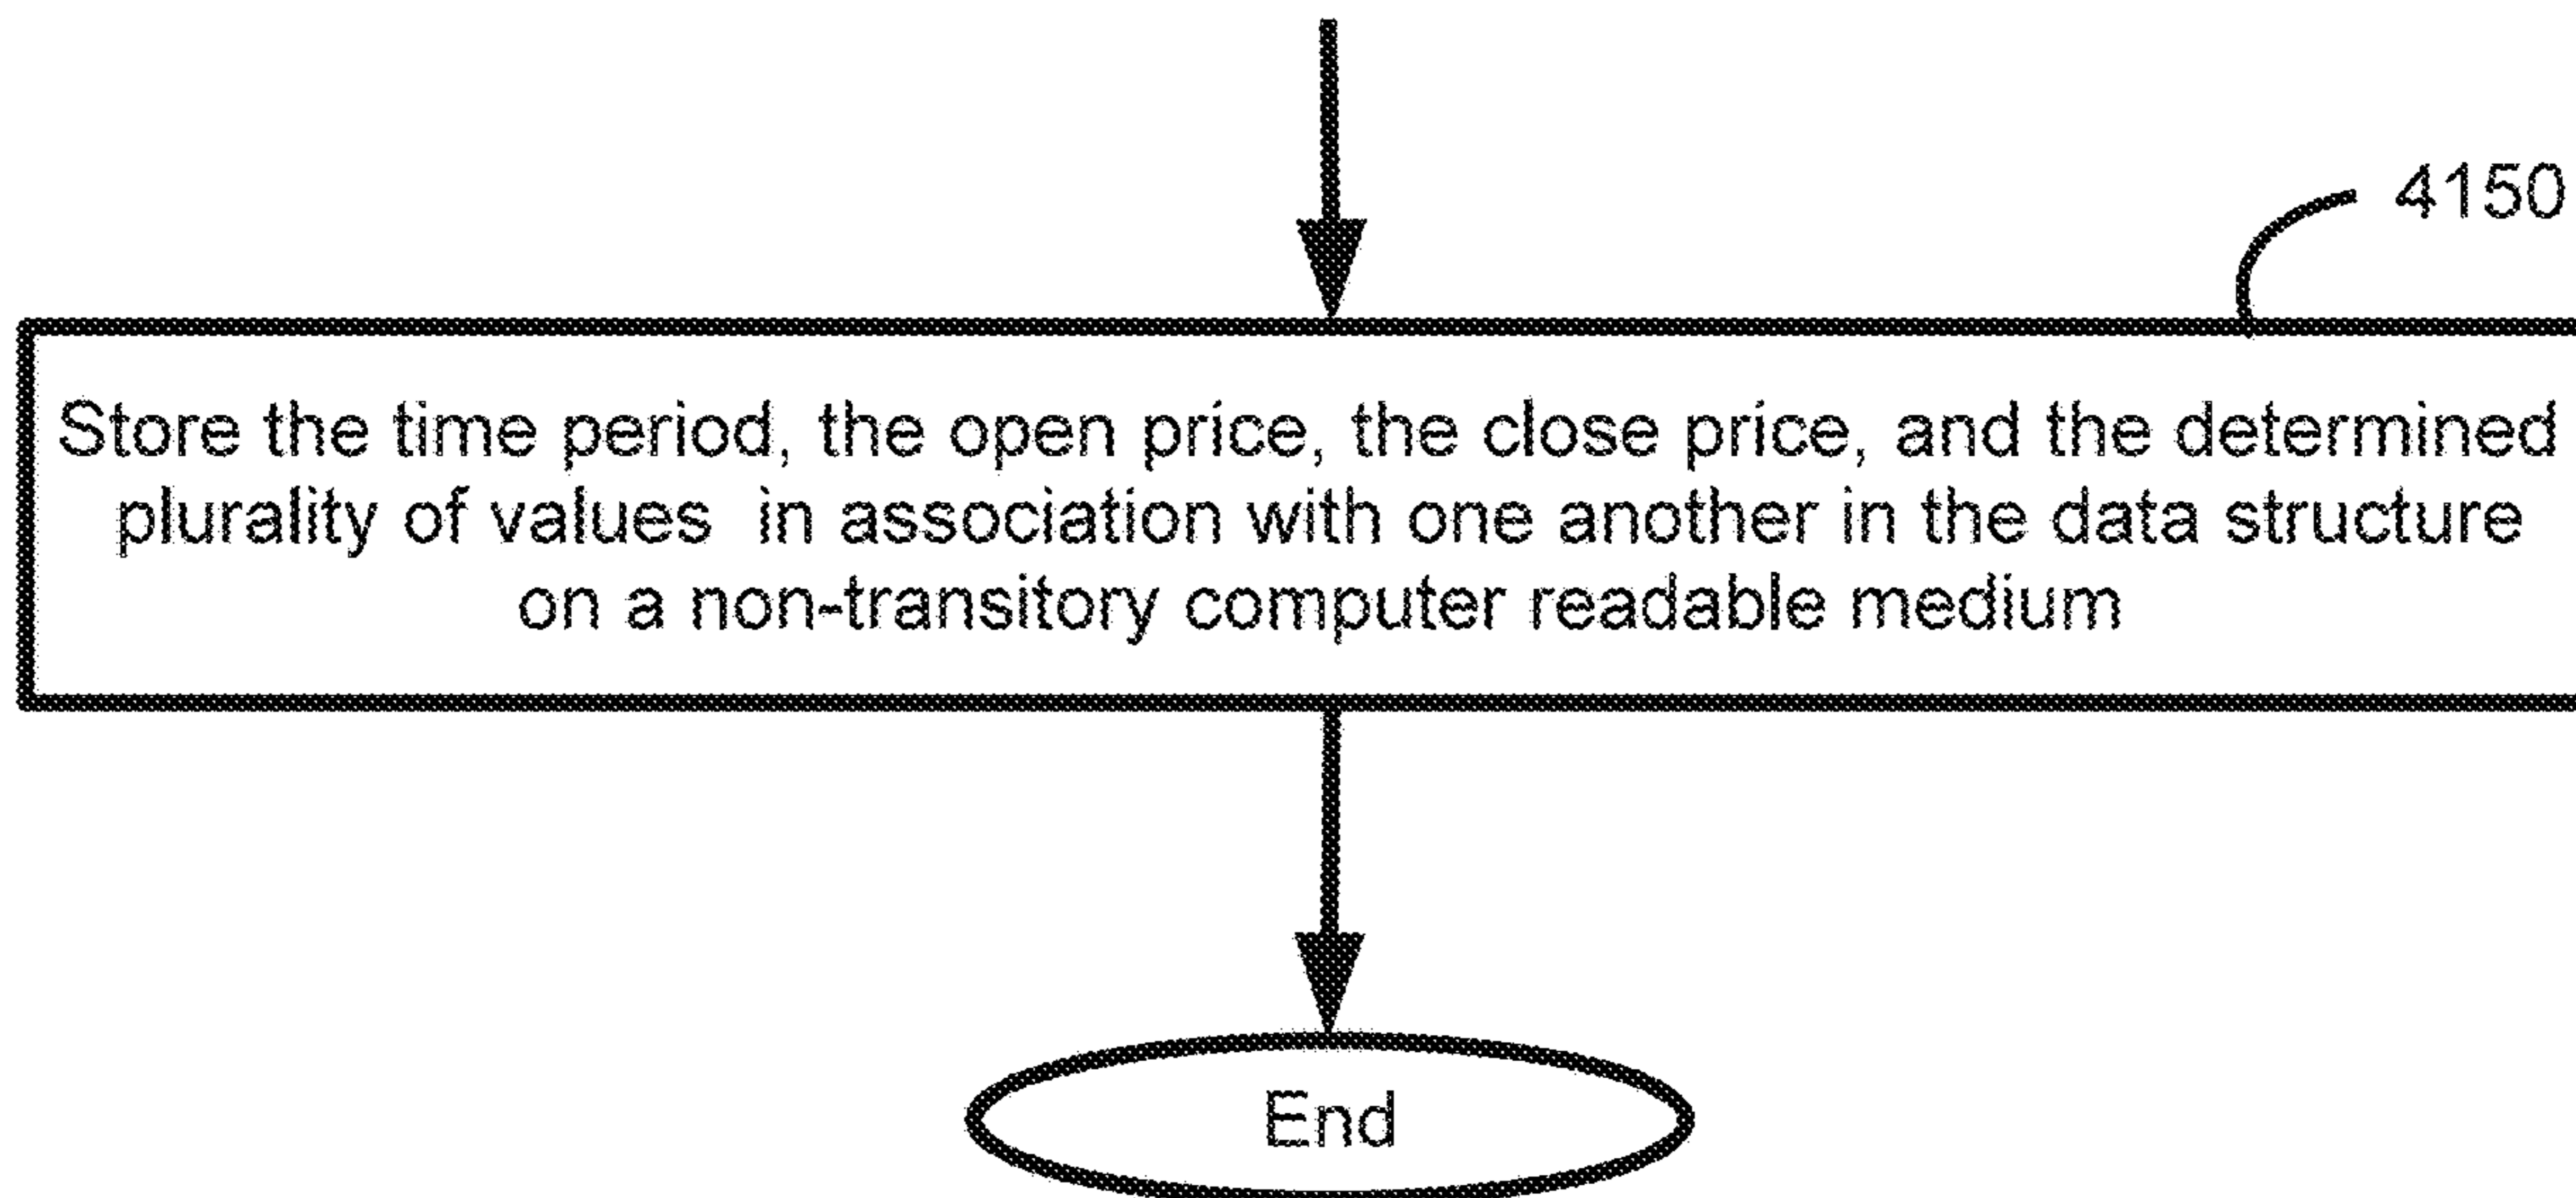 4150
Store the time period, the open price, the close price, and the determined
plurality of values in association with one another in the data structure
on a non-transitory computer readable medium
End